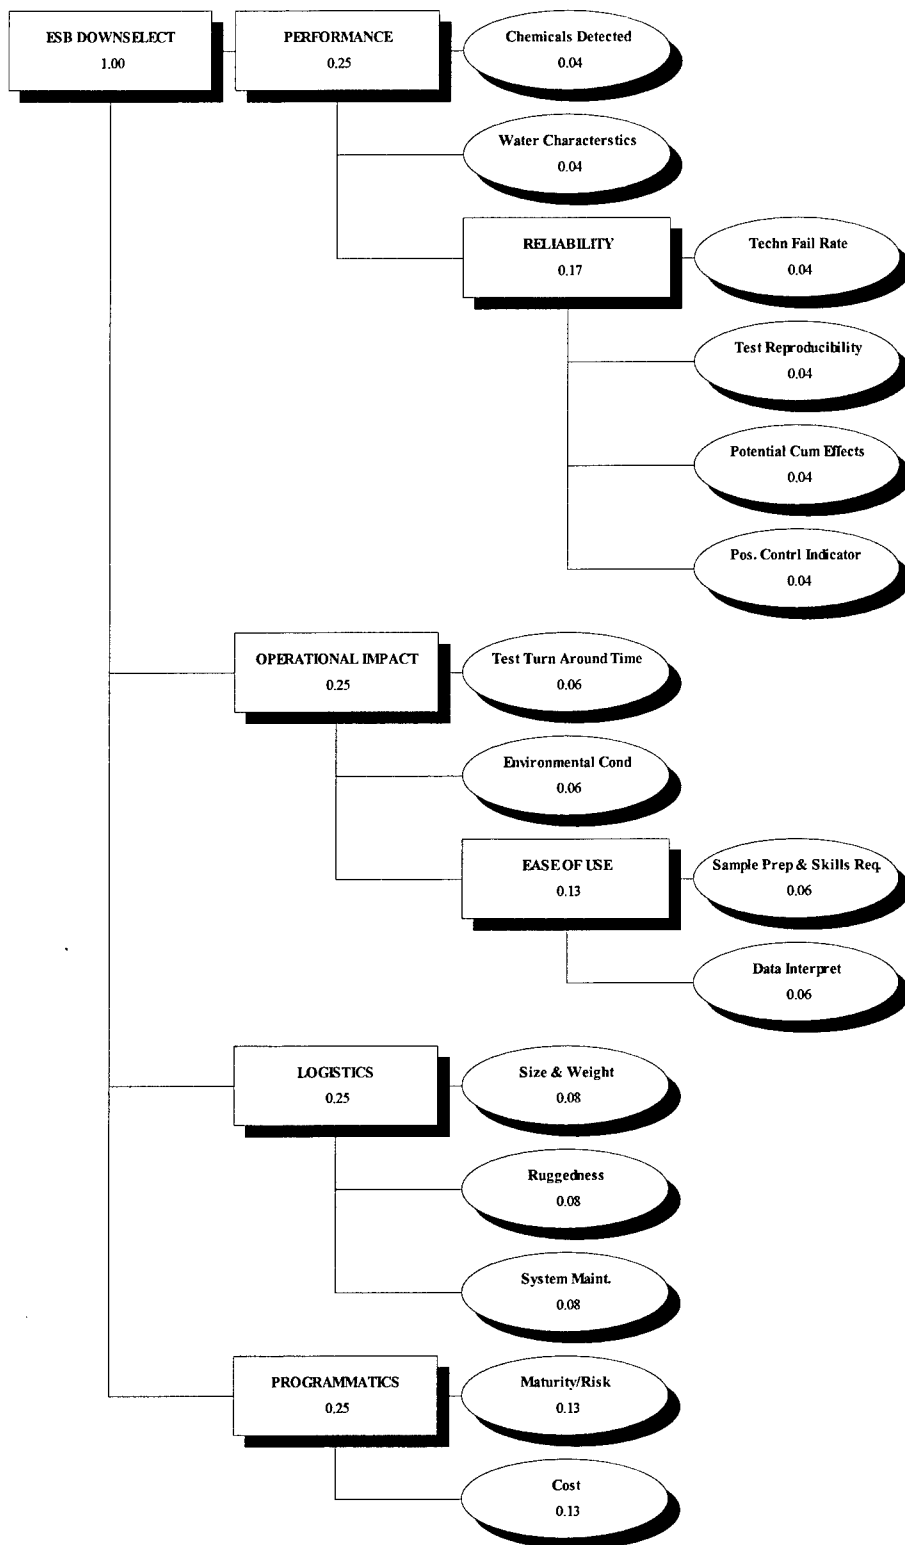 ESB DOWNSELECT
1.00
PERFORMANCE
0.25
Chemicals Detected
0.04
Water Characterstics
0.04
RELIABILITY
0.17
Techn Fail Rate
0.04
Test Reproducibility
0.04
Potential Cum Effects
0.04
Pos. Contrl Indicator
0.04
OPERATIONAL IMPACT
0.25
Test Turn Around Time
0.06
Environmental Cond
0.06
EASE OF USE
0.13
Sample Prep & Skills Req.
0.06
Data Interpret
0.06
LOGISTICS
0.25
Size & Weight
0.08
Ruggedness
0.08
System Maint.
0.08
PROGRAMMATICS
0.25
Maturity/Risk
0.13
Cost
0.13